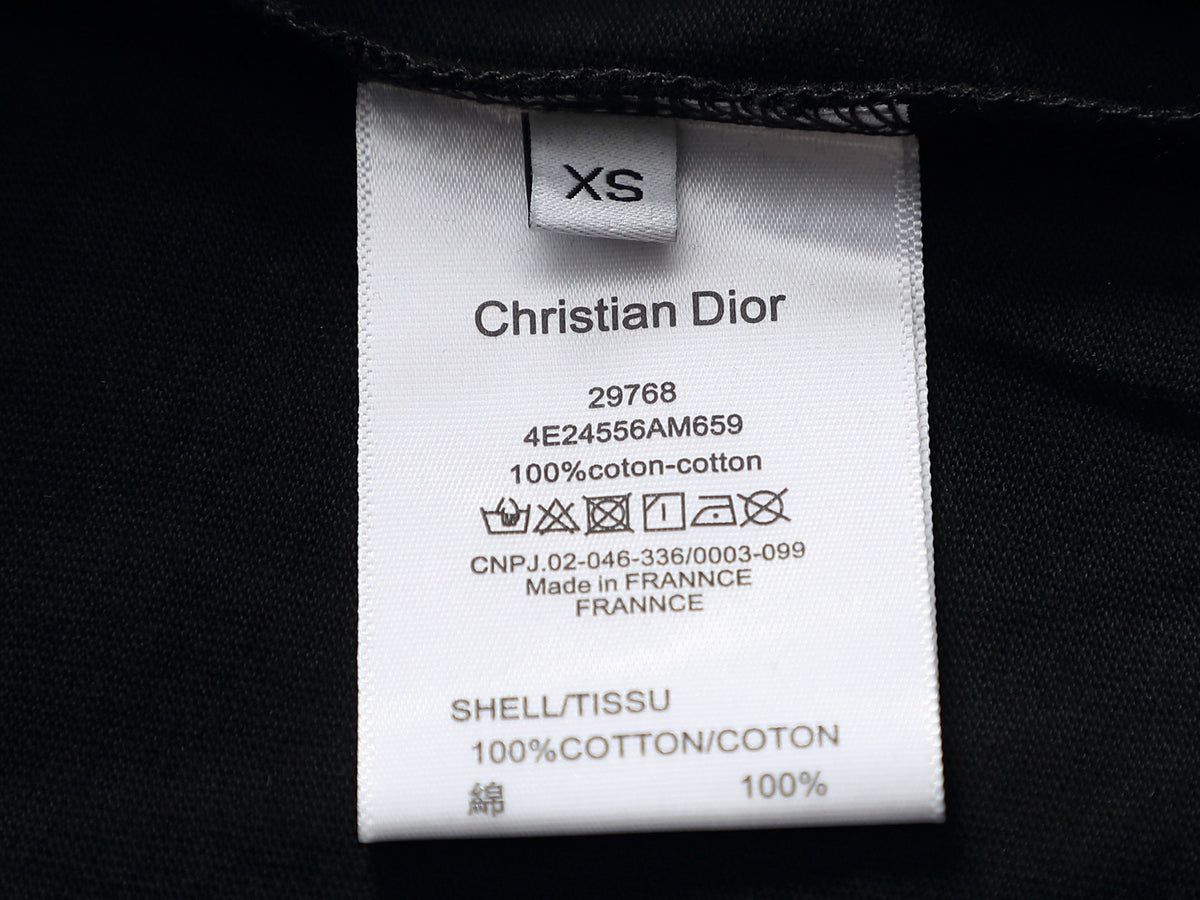 XS
Christian Dior
29768
4E24556AM659
100%coton-cotton
CNPJ.02-046-336/0003-099
Made in FRANNCE
FRANNCE
SHELL/TISSU
100%COTTON/COTON
綿 100%